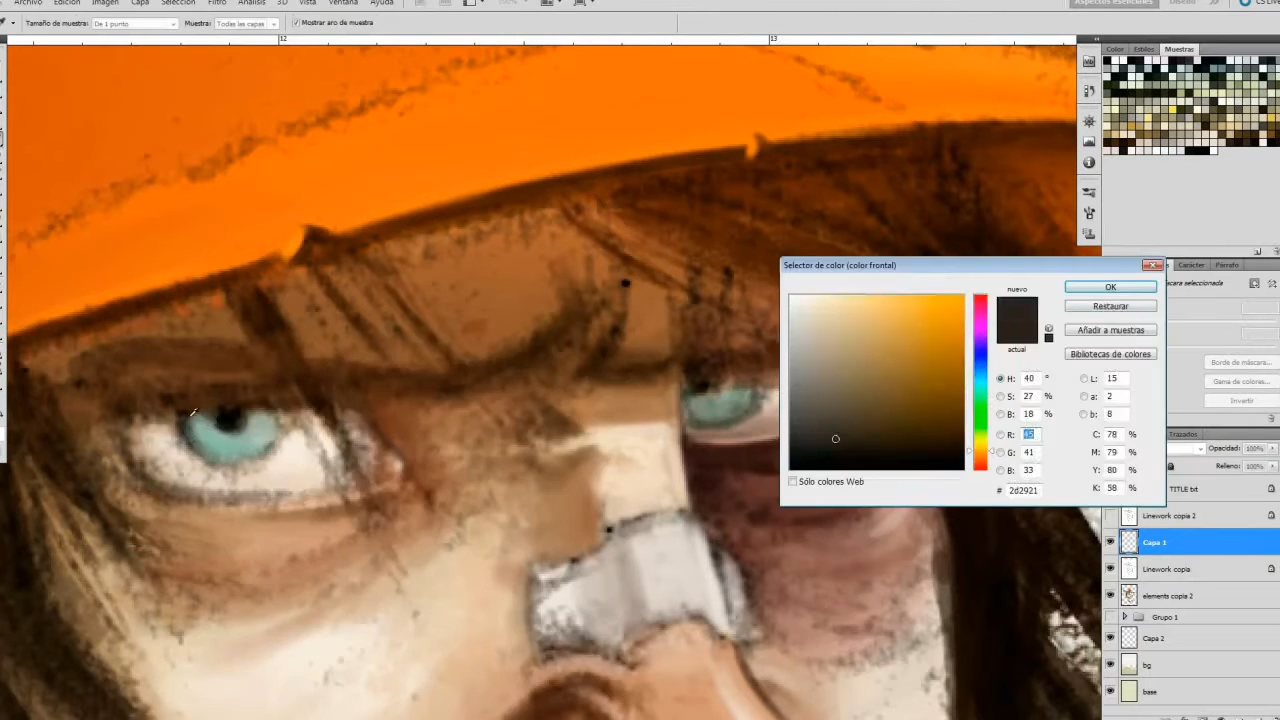 Archivo Edición Imagen Capa Selección Filtro Análisis 3D Vista Ventana Ayuda
Aspectos esenciales Diseño CS Live
Tamaño de muestra: De 1 punto Muestra: Todas las capas Mostrar aro de muestra
12 13
Color Estilos Muestras
Carácter Párrafo
Selector de color (color frontal)
nuevo
actual
OK
Restaurar
Añadir a muestras
Bibliotecas de colores
H: 40 ° L: 15
S: 27 % a: 2
B: 18 % b: 8
R: 45 C: 78 %
G: 41 M: 79 %
B: 33 Y: 80 %
# 2d2921 K: 58 %
Sólo colores Web
Borde de máscara...
Gama de colores...
Invertir
Trazados
Opacidad: 100%
Relleno: 100%
TITLE txt
Linework copia 2
Capa 1
Linework copia
elements copia 2
Grupo 1
Capa 2
bg
base